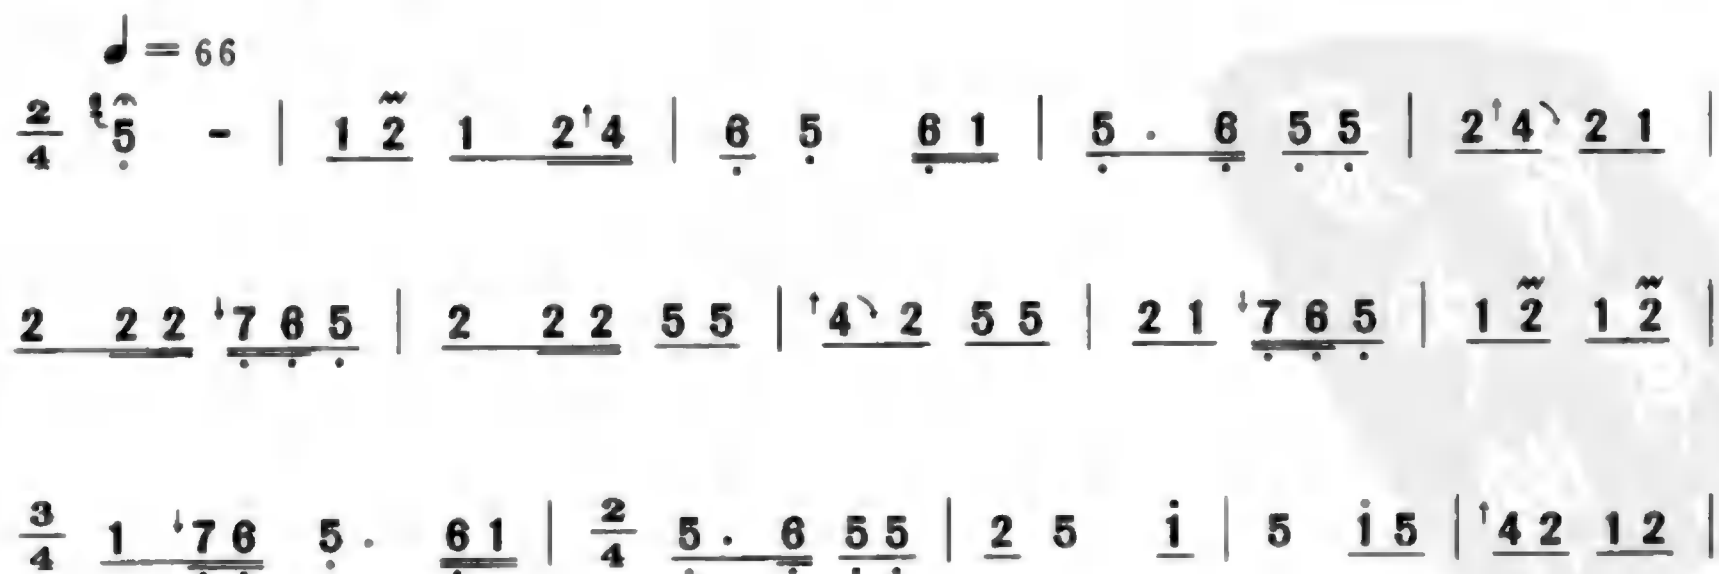 ♩= 66
2/4 5̣ - | 1 2 1 2↑4 | 6̣ 5̣ 6̣ 1 | 5̣ . 6̣ 5̣ 5̣ | 2↑4 2 1 |
2 2 2 ↓7̣ 6̣ 5̣ | 2 2 2 5 5 | ↑4 2 5 5 | 2 1 ↓7̣ 6̣ 5̣ | 1 2 1 2 |
3/4 1 ↓7̣ 6̣ 5̣ . 6̣ 1 | 2/4 5̣ . 6̣ 5̣ 5̣ | 2 5 1̇ | 5 1̇ 5 | ↑4 2 1 2 |